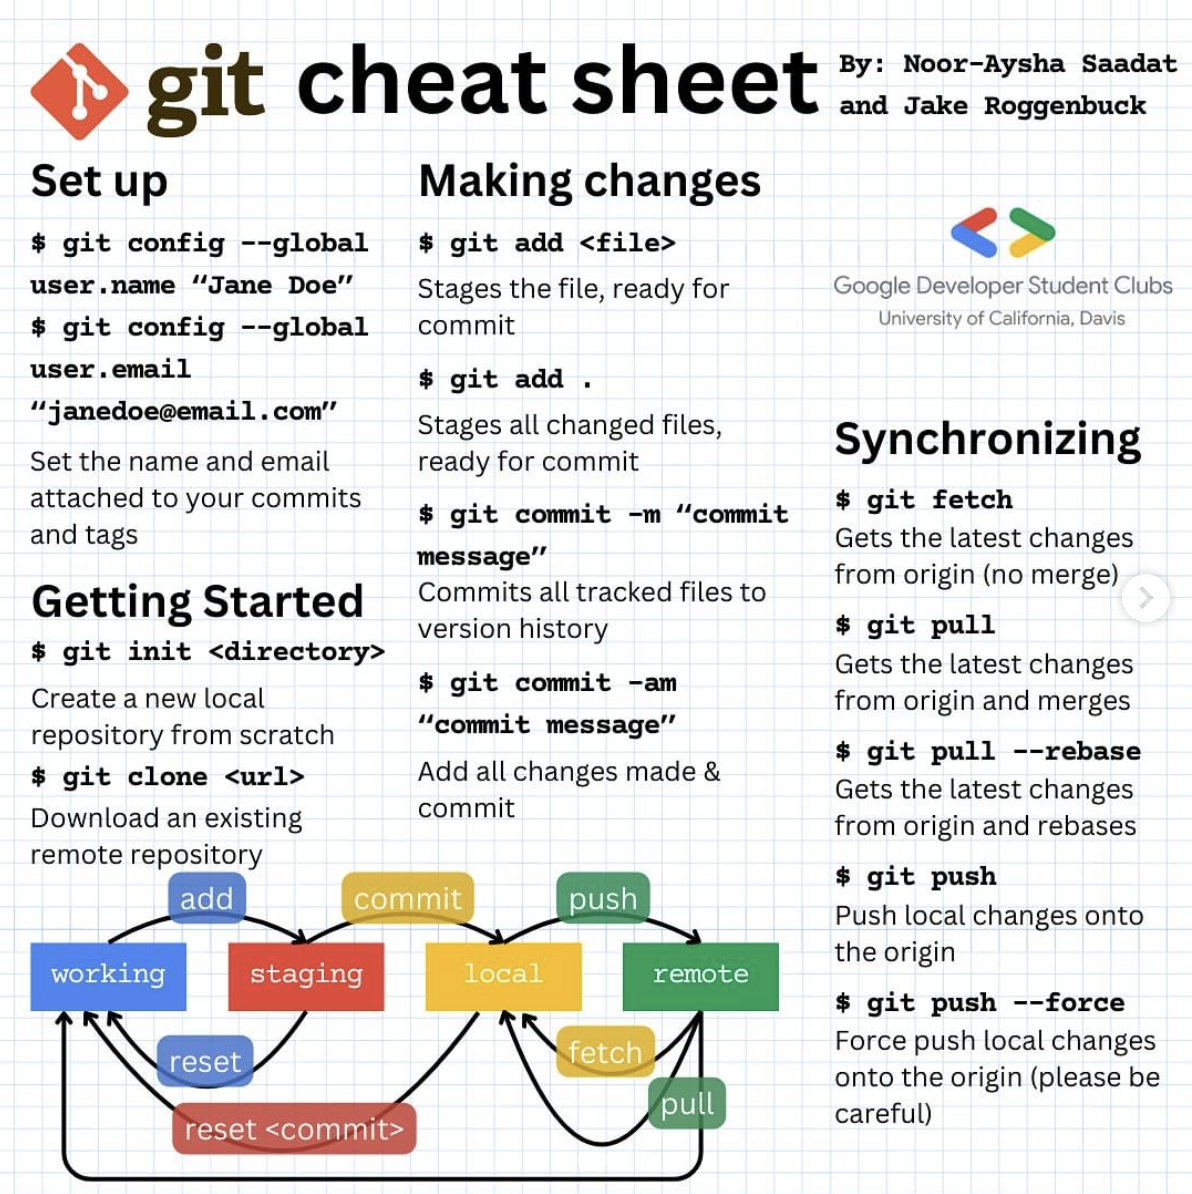 git cheat sheet
By: Noor-Aysha Saadat
and Jake Roggenbuck
Set up
$ git config --global
user.name “Jane Doe”
$ git config --global
user.email
“janedoe@email.com”
Set the name and email
attached to your commits
and tags
Getting Started
$ git init <directory>
Create a new local
repository from scratch
$ git clone <url>
Download an existing
remote repository
Making changes
$ git add <file>
Stages the file, ready for
commit
$ git add .
Stages all changed files,
ready for commit
$ git commit -m “commit
message”
Commits all tracked files to
version history
$ git commit -am
“commit message”
Add all changes made &
commit
Google Developer Student Clubs
University of California, Davis
Synchronizing
$ git fetch
Gets the latest changes
from origin (no merge)
$ git pull
Gets the latest changes
from origin and merges
$ git pull --rebase
Gets the latest changes
from origin and rebases
$ git push
Push local changes onto
the origin
$ git push --force
Force push local changes
onto the origin (please be
careful)
add
commit
push
working
staging
local
remote
reset
fetch
pull
reset <commit>